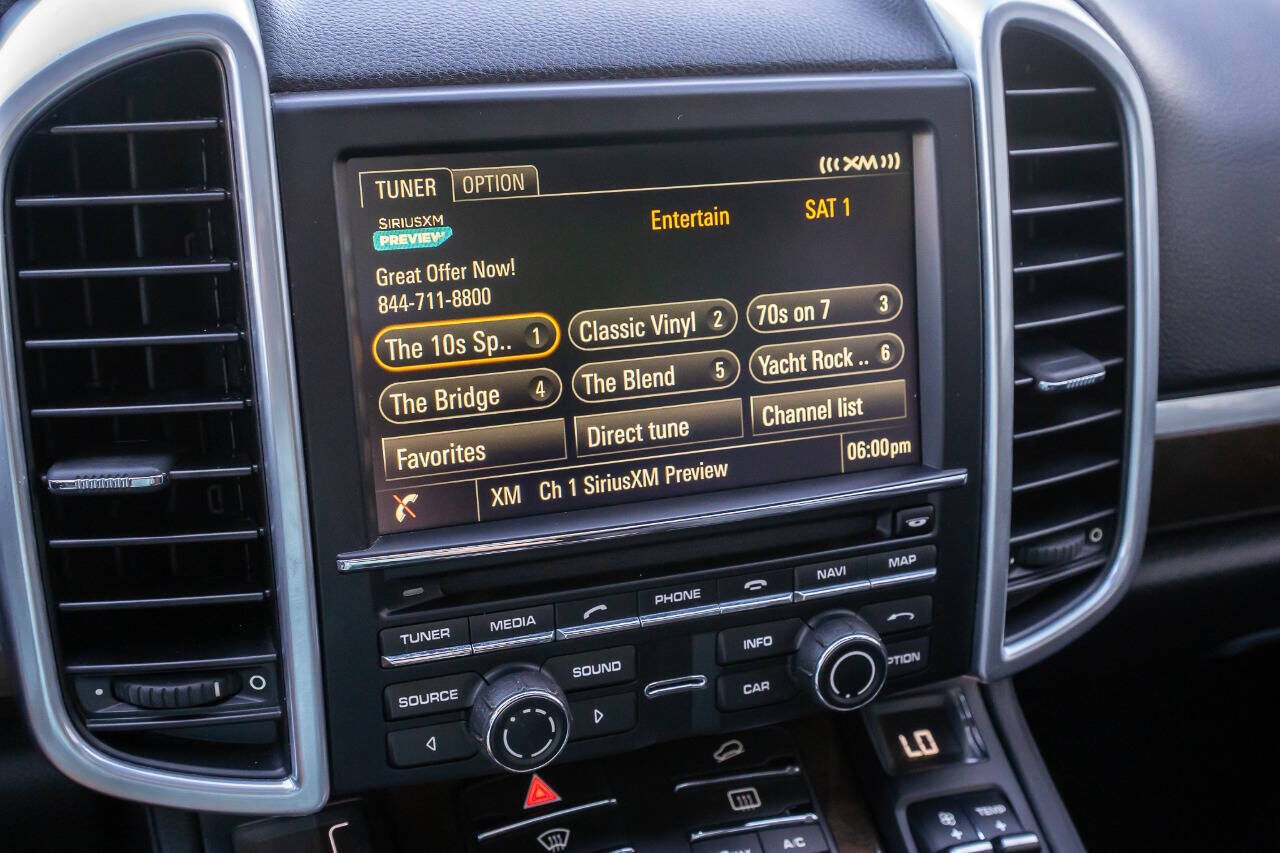 TUNER OPTION XM
SIRIUSXM Entertain SAT 1
PREVIEW
Great Offer Now!
844-711-8800
The 10s Sp.. 1 Classic Vinyl 2 70s on 7 3
The Bridge 4 The Blend 5 Yacht Rock .. 6
Favorites Direct tune Channel list
XM Ch 1 SiriusXM Preview 06:00pm
TUNER MEDIA PHONE NAVI MAP
SOURCE SOUND INFO
CAR PTION
LO
TEMP
A/C